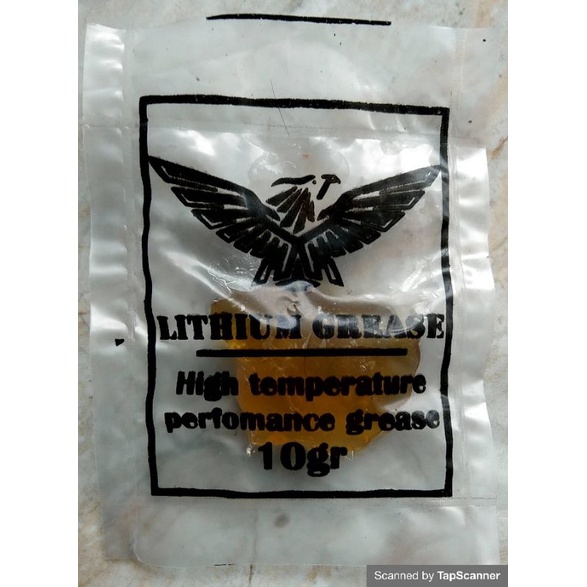 LITHIUM GREASE
High temperature
perfomance grease
10gr
Scanned by TapScanner